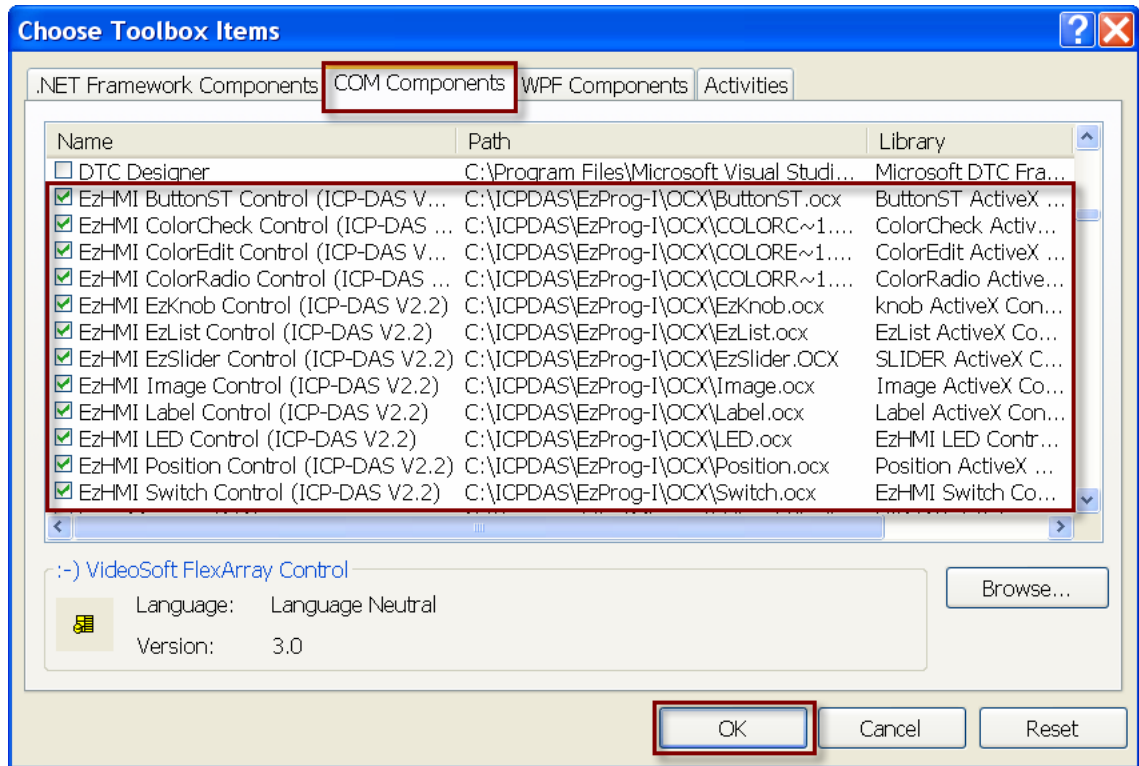 Choose Toolbox Items
.NET Framework Components COM Components WPF Components Activities
Name Path Library
DTC Designer C:\Program Files\Microsoft Visual Studi... Microsoft DTC Fra...
EzHMI ButtonST Control (ICP-DAS V... C:\ICPDAS\EzProg-I\OCX\ButtonST.ocx ButtonST ActiveX ...
EzHMI ColorCheck Control (ICP-DAS ... C:\ICPDAS\EzProg-I\OCX\COLORC~1.... ColorCheck Activ...
EzHMI ColorEdit Control (ICP-DAS V... C:\ICPDAS\EzProg-I\OCX\COLORE~1.... ColorEdit ActiveX ...
EzHMI ColorRadio Control (ICP-DAS ... C:\ICPDAS\EzProg-I\OCX\COLORR~1.... ColorRadio Active...
EzHMI EzKnob Control (ICP-DAS V2.2) C:\ICPDAS\EzProg-I\OCX\EzKnob.ocx knob ActiveX Con...
EzHMI EzList Control (ICP-DAS V2.2) C:\ICPDAS\EzProg-I\OCX\EzList.ocx EzList ActiveX Co...
EzHMI EzSlider Control (ICP-DAS V2.2) C:\ICPDAS\EzProg-I\OCX\EzSlider.OCX SLIDER ActiveX C...
EzHMI Image Control (ICP-DAS V2.2) C:\ICPDAS\EzProg-I\OCX\Image.ocx Image ActiveX Co...
EzHMI Label Control (ICP-DAS V2.2) C:\ICPDAS\EzProg-I\OCX\Label.ocx Label ActiveX Con...
EzHMI LED Control (ICP-DAS V2.2) C:\ICPDAS\EzProg-I\OCX\LED.ocx EzHMI LED Contr...
EzHMI Position Control (ICP-DAS V2.2) C:\ICPDAS\EzProg-I\OCX\Position.ocx Position ActiveX ...
EzHMI Switch Control (ICP-DAS V2.2) C:\ICPDAS\EzProg-I\OCX\Switch.ocx EzHMI Switch Co...
:-) VideoSoft FlexArray Control
Language: Language Neutral
Version: 3.0
Browse...
OK Cancel Reset